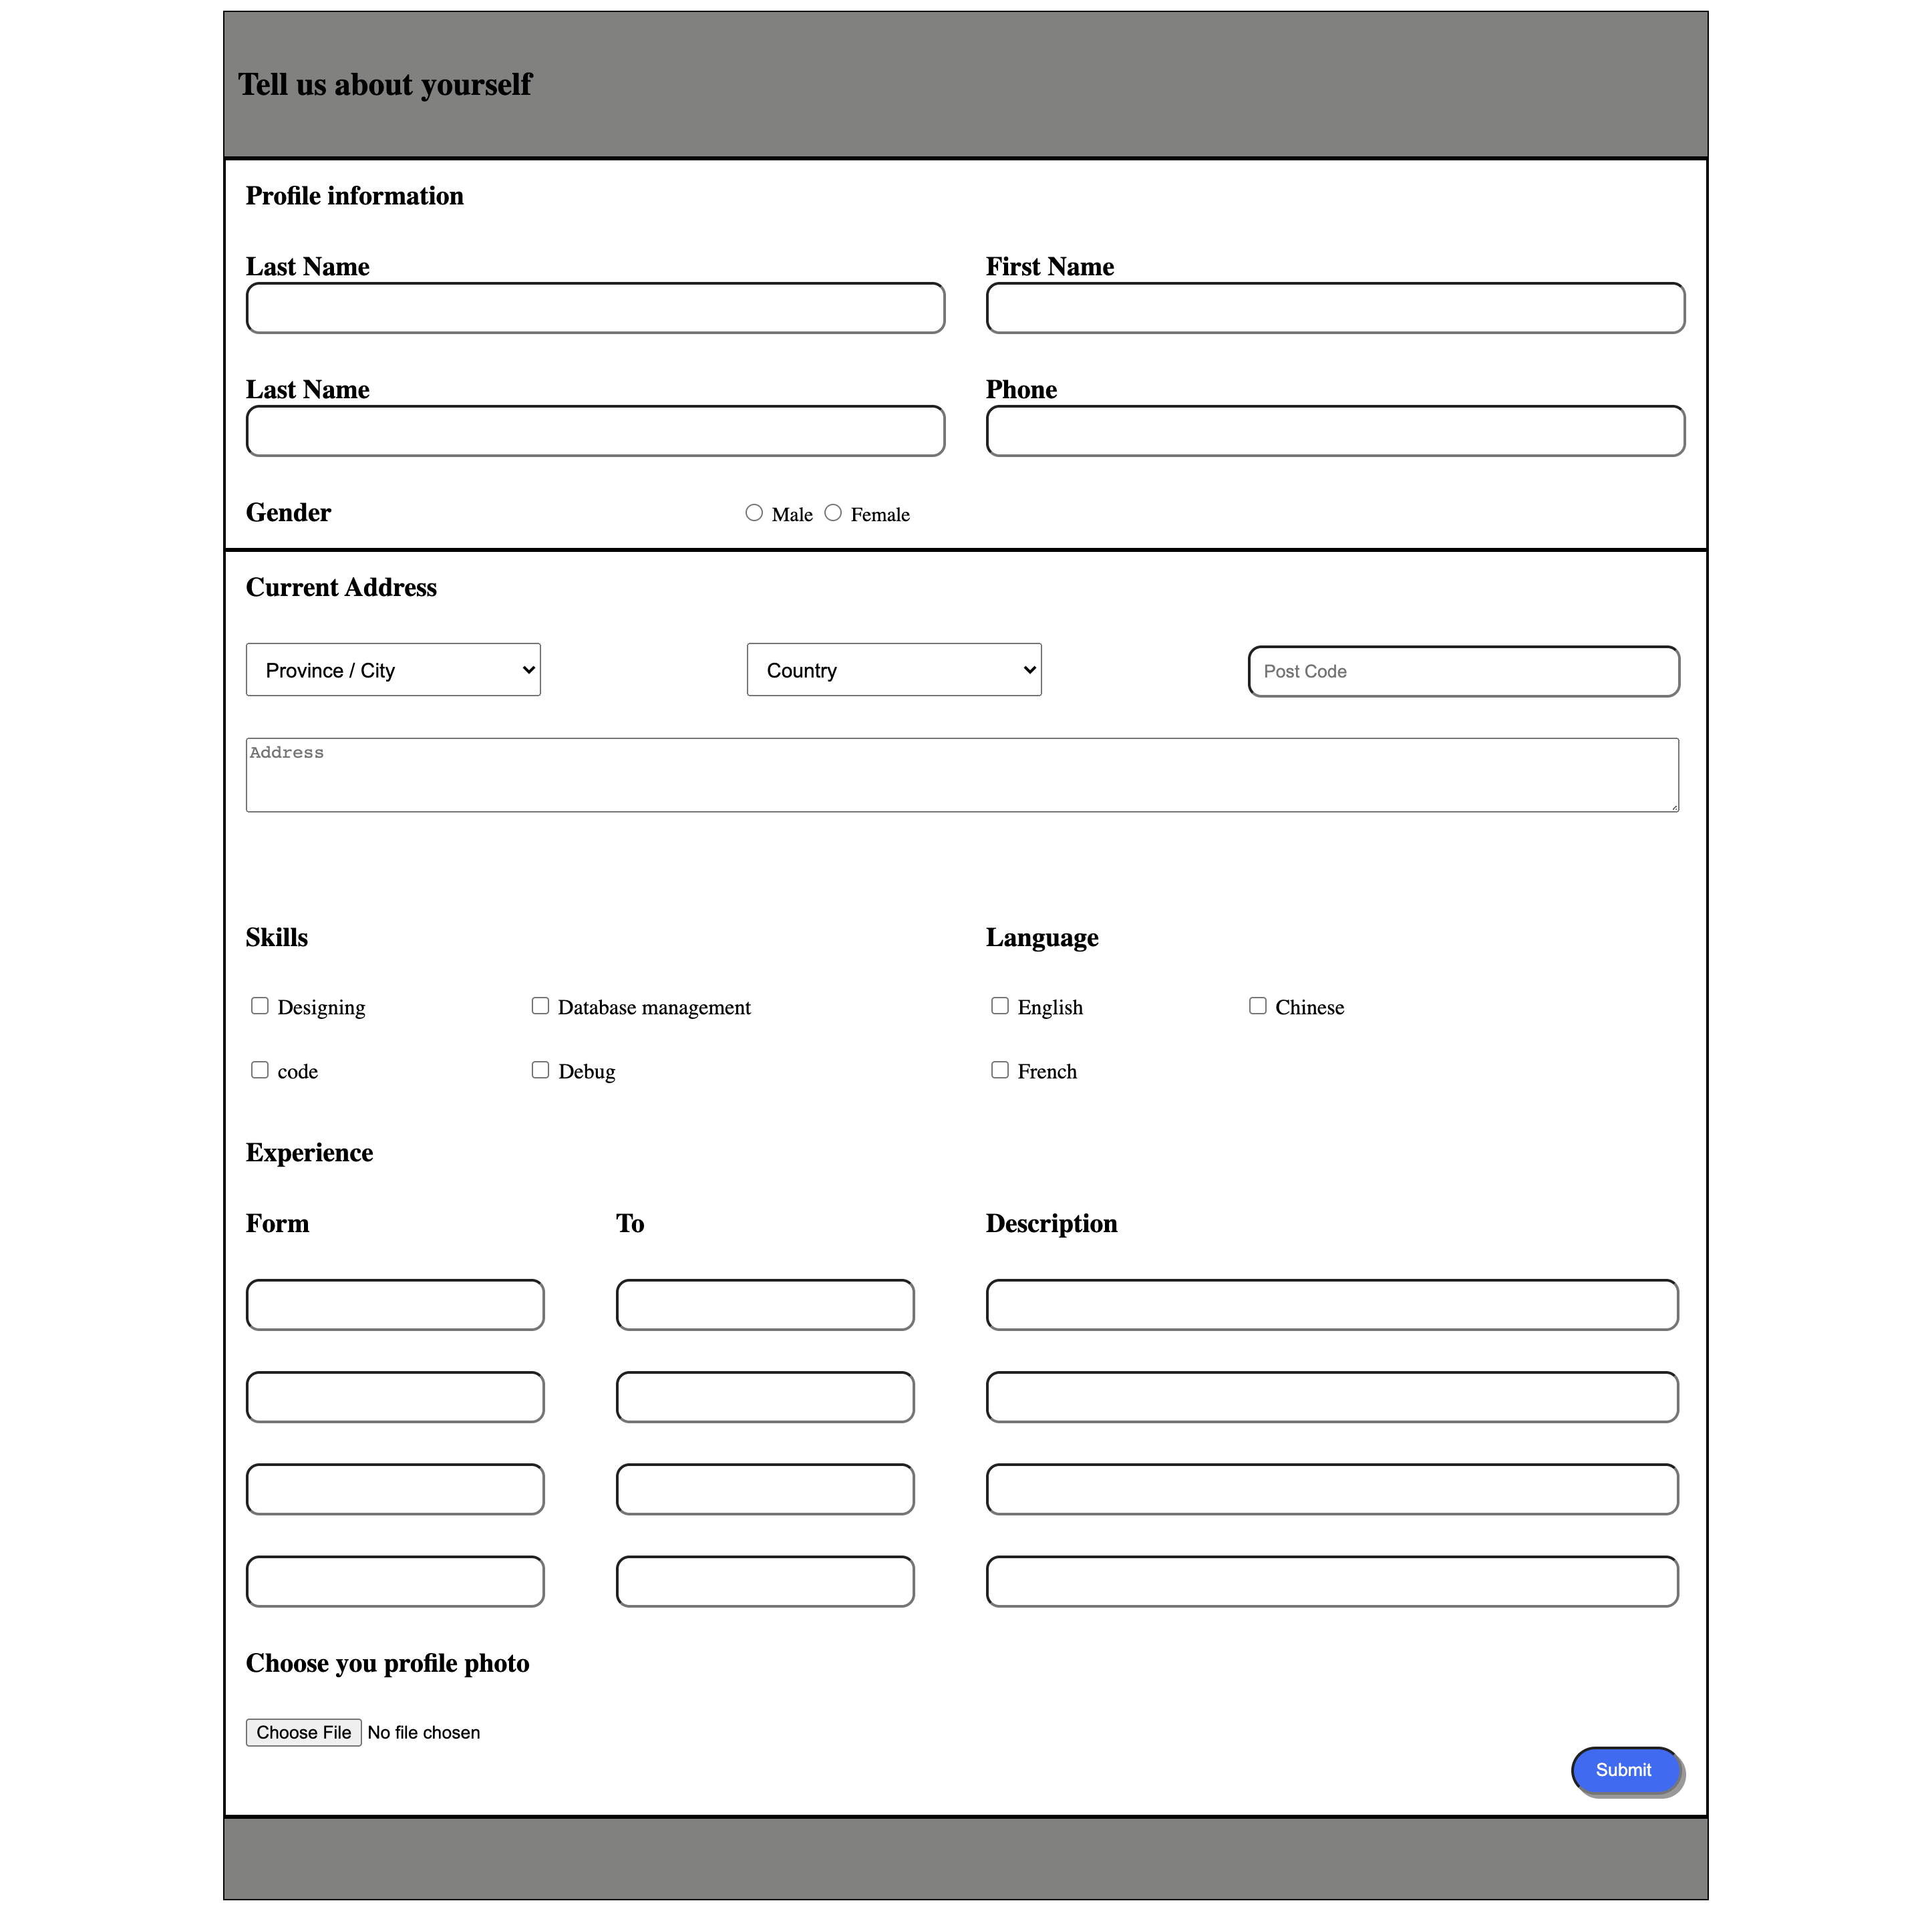 Tell us about yourself
Profile information
Last Name First Name
Last Name Phone
Gender Male Female
Current Address
Province / City Country Post Code
Address
Skills Language
Designing Database management English Chinese
code Debug French
Experience
Form To Description
Choose you profile photo
Choose File No file chosen
Submit